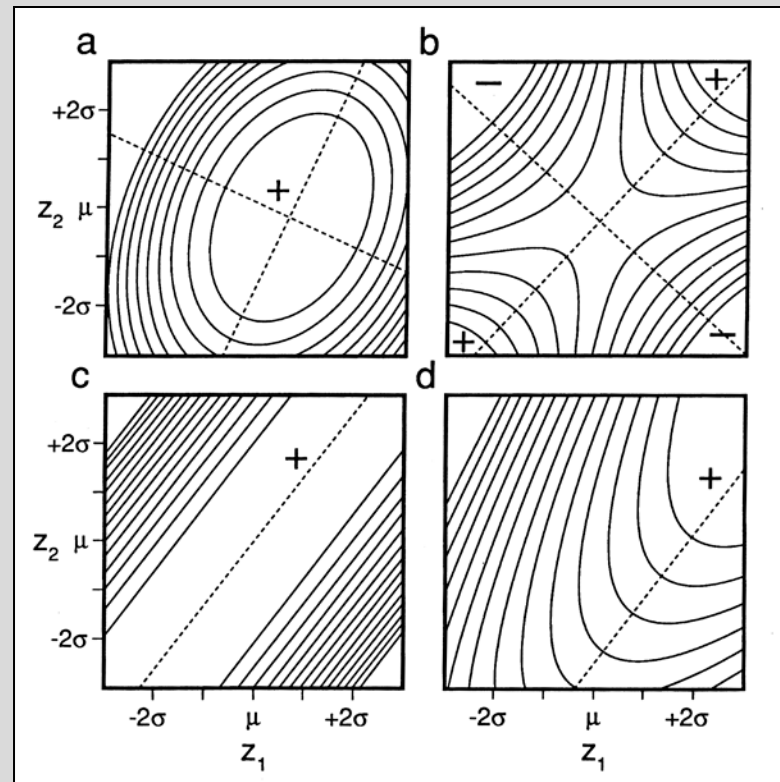 a b
+2σ
z₂ μ
-2σ
+
− +
+ −
c d
+2σ
z₂ μ
-2σ
+
+
-2σ μ +2σ -2σ μ +2σ
z₁ z₁